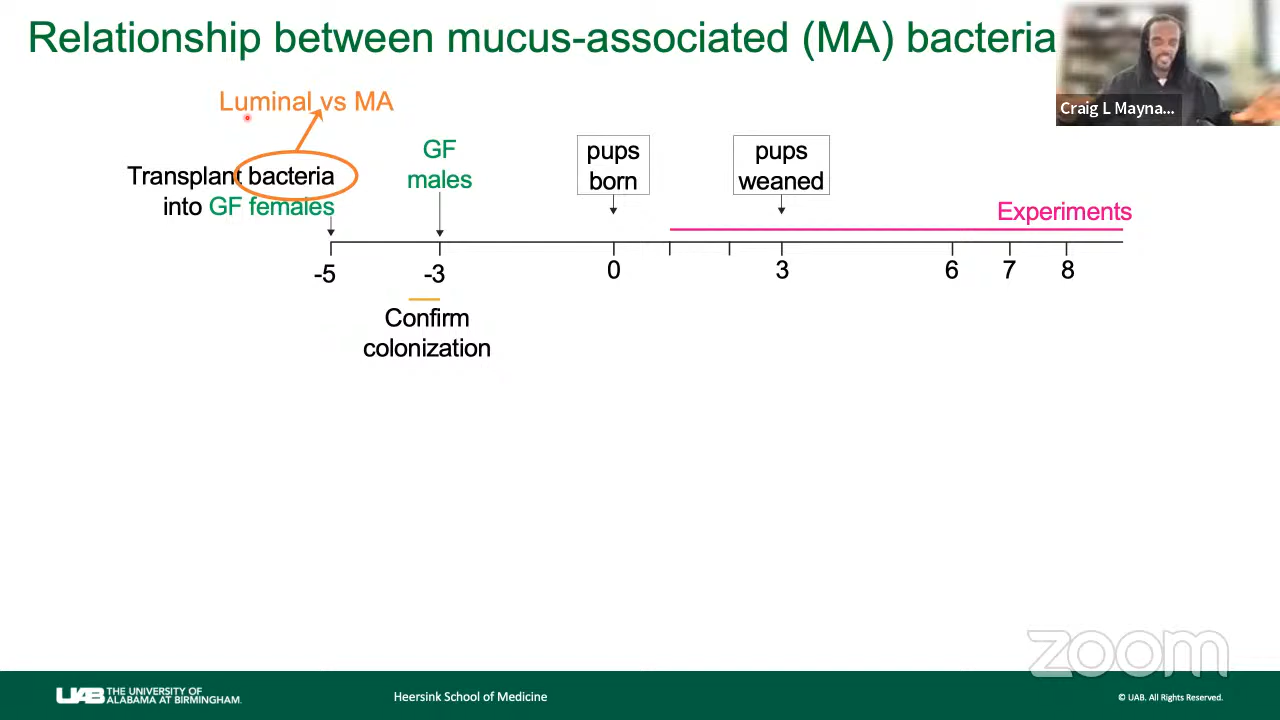 Relationship between mucus-associated (MA) bacteria
Craig L Mayna...
Luminal vs MA
Transplant bacteria
into GF females
GF
males
pups
born
pups
weaned
Experiments
-5 -3 0 3 6 7 8
Confirm
colonization
zoom
UAB THE UNIVERSITY OF
ALABAMA AT BIRMINGHAM.
Heersink School of Medicine
© UAB. All Rights Reserved.